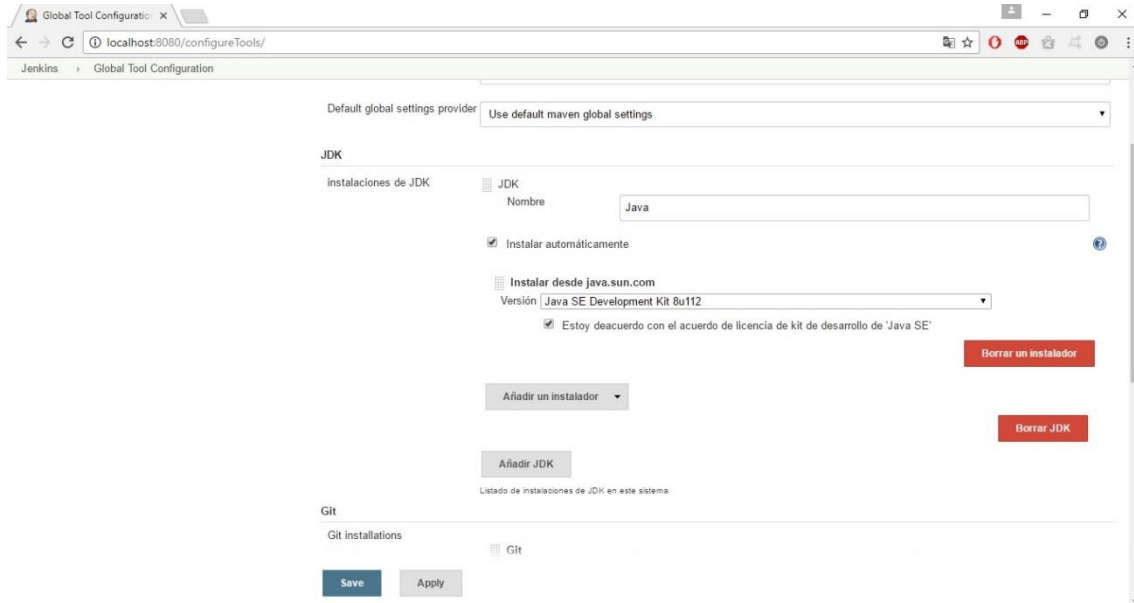 Global Tool Configuratio
localhost:8080/configureTools/
ABP
Jenkins Global Tool Configuration
Default global settings provider Use default maven global settings
JDK
instalaciones de JDK JDK
Nombre Java
Instalar automáticamente
Instalar desde java.sun.com
Versión Java SE Development Kit 8u112
Estoy deacuerdo con el acuerdo de licencia de kit de desarrollo de 'Java SE'
Borrar un instalador
Añadir un instalador
Borrar JDK
Añadir JDK
Listado de instalaciones de JDK en este sistema
Git
Git installations
Git
Save Apply